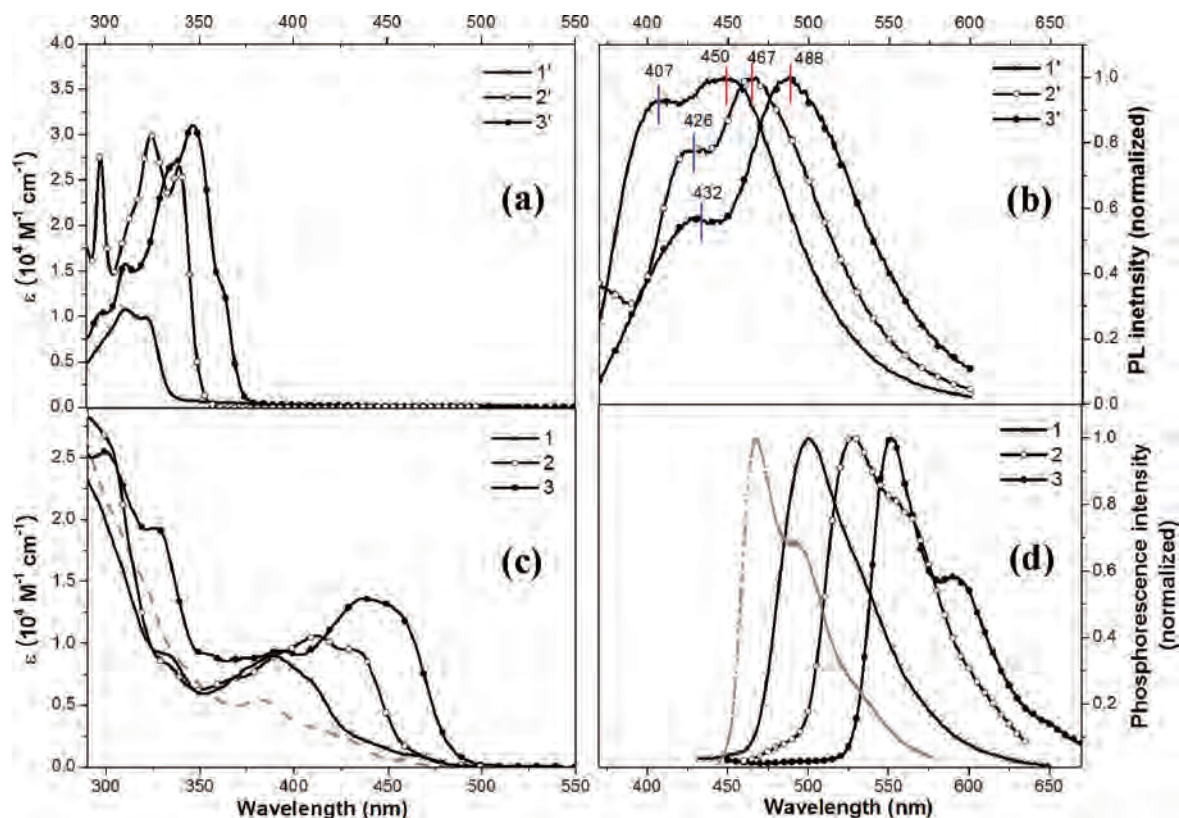 300 350 400 450 500 550
400 450 500 550 600 650
4.0
3.5
3.0
2.5
2.0
1.5
1.0
0.5
0.0
ε (10⁴ M⁻¹ cm⁻¹)
1'
2'
3'
(a)
407 450 467 488
426
432
1'
2'
3'
(b)
1.0
0.8
0.6
0.4
0.2
0.0
PL inetnsity (normalized)
2.5
2.0
1.5
1.0
0.5
0.0
ε (10⁴ M⁻¹ cm⁻¹)
1
2
3
(c)
1
2
3
(d)
1.0
0.8
0.6
0.4
0.2
Phosphorescence intensity
(normalized)
300 350 400 450 500 550
Wavelength (nm)
400 450 500 550 600 650
Wavelength (nm)